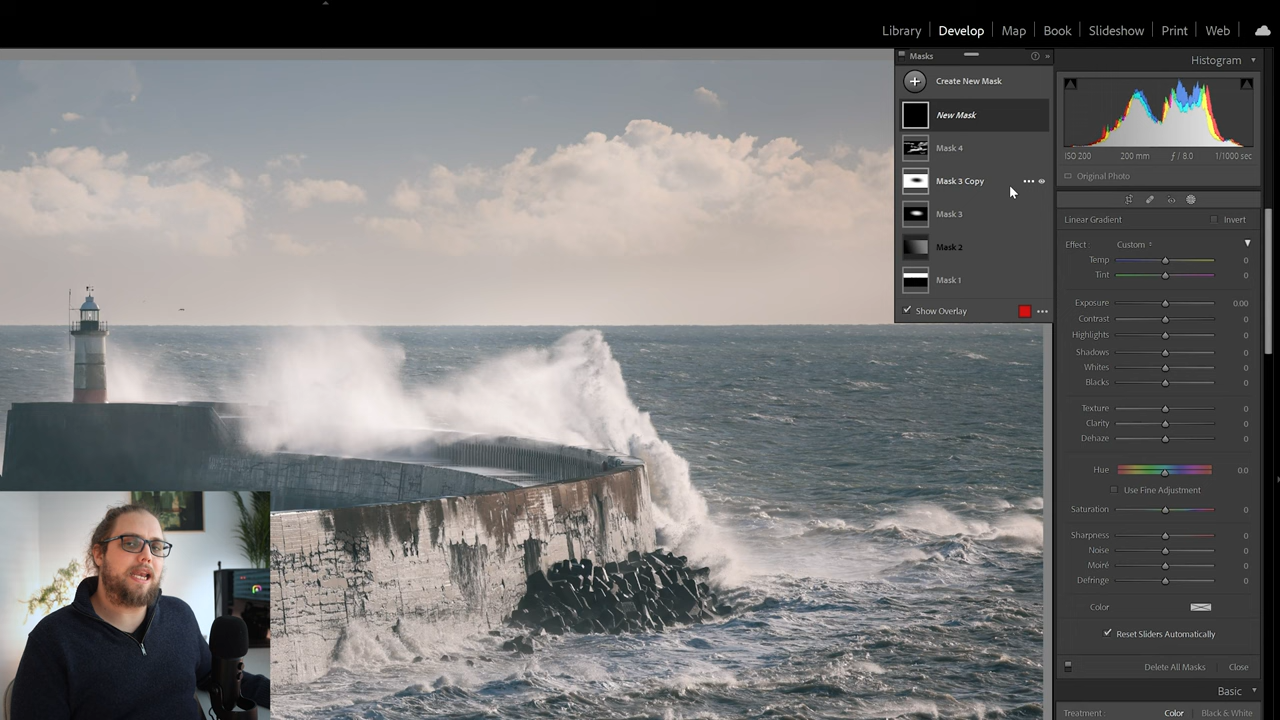 Library Develop Map Book Slideshow Print Web
Masks
Create New Mask
New Mask
Mask 4
Mask 3 Copy
Mask 3
Mask 2
Mask 1
Show Overlay
Histogram
ISO 200 200 mm ƒ / 8.0 1/1000 sec
Original Photo
Linear Gradient Invert
Effect : Custom
Temp 0
Tint 0
Exposure 0.00
Contrast 0
Highlights 0
Shadows 0
Whites 0
Blacks 0
Texture 0
Clarity 0
Dehaze 0
Hue 0.0
Use Fine Adjustment
Saturation 0
Sharpness 0
Noise 0
Moiré 0
Defringe 0
Color
Reset Sliders Automatically
Delete All Masks Close
Basic
Treatment : Color Black & White